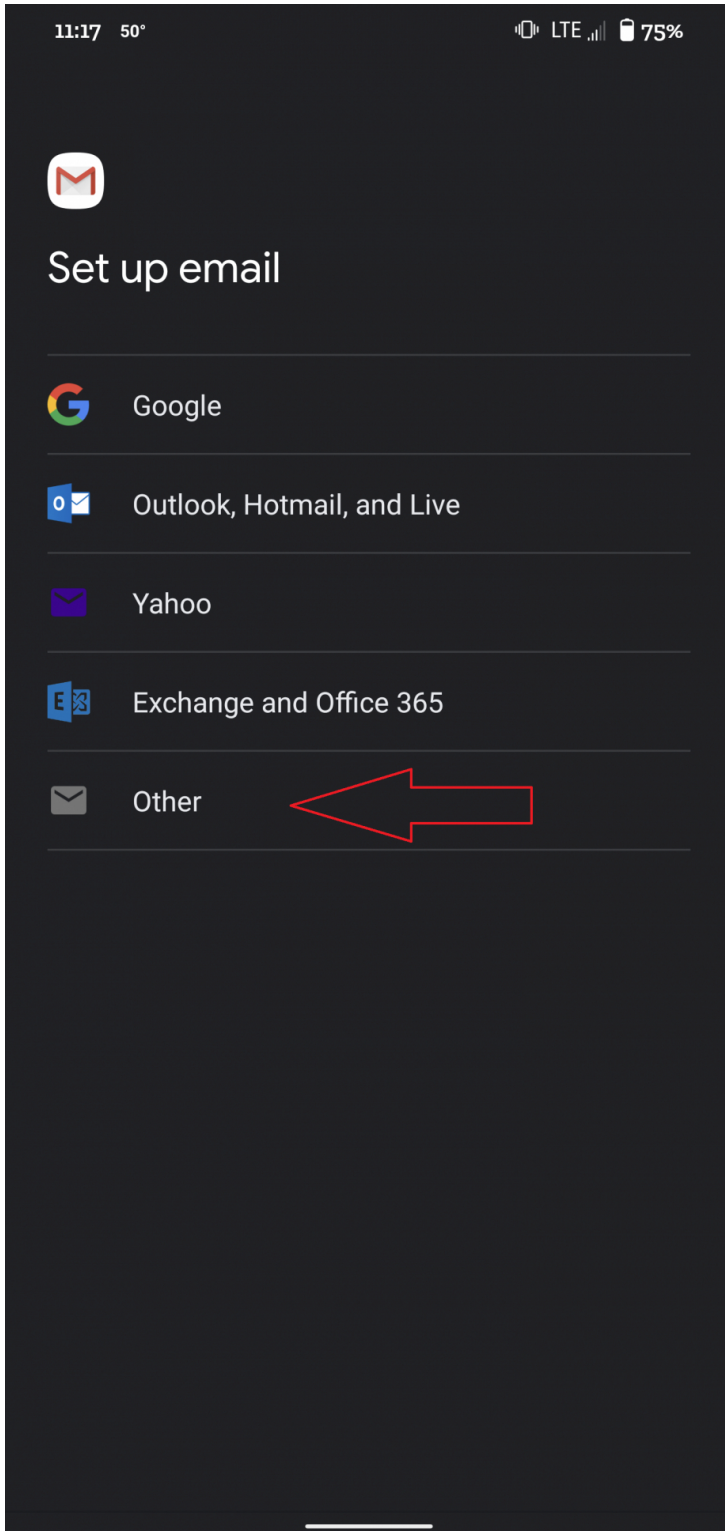 11:17 50° LTE 75%
Set up email
Google
Outlook, Hotmail, and Live
Yahoo
Exchange and Office 365
Other